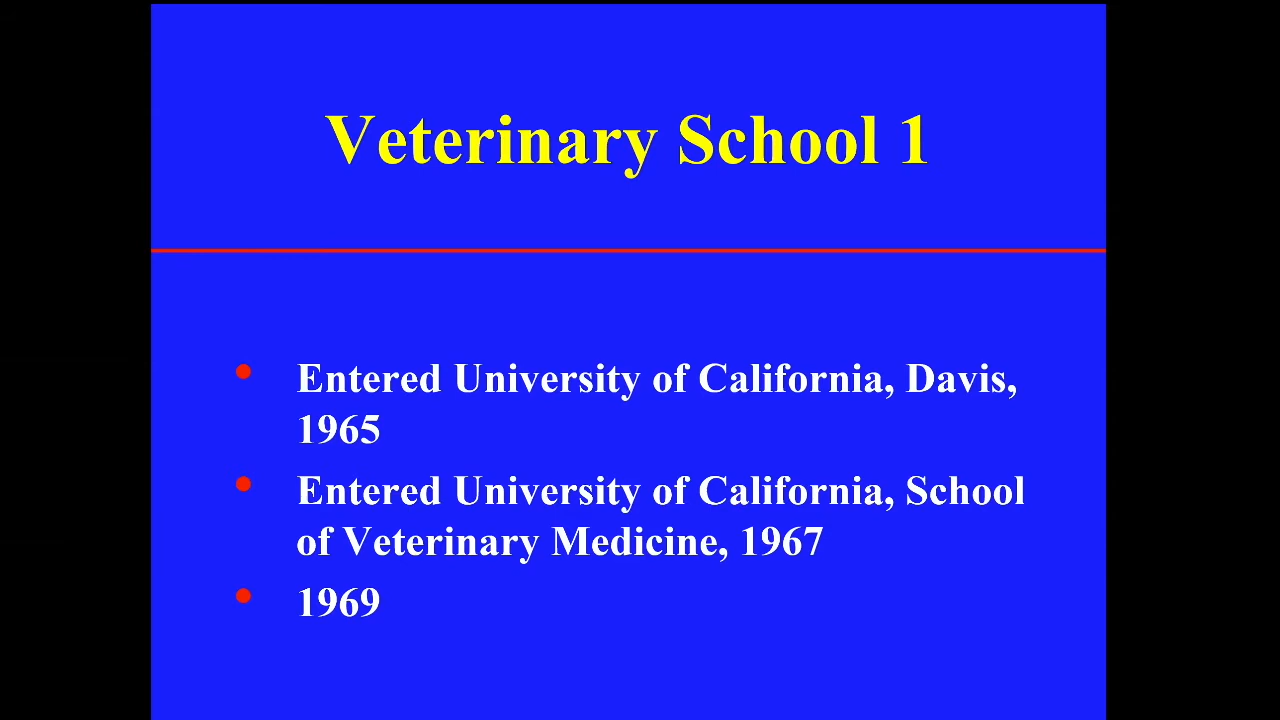 Veterinary School 1
• Entered University of California, Davis,
1965
• Entered University of California, School
of Veterinary Medicine, 1967
• 1969